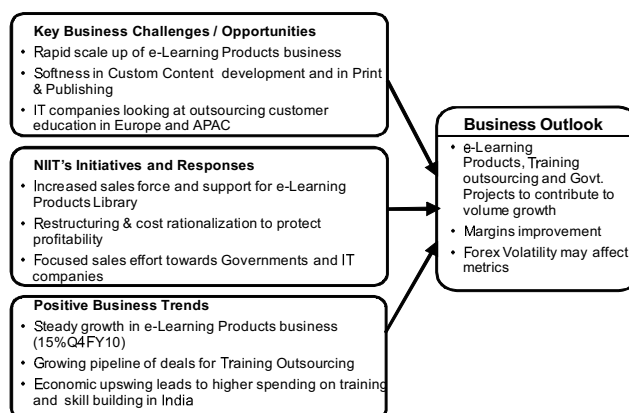 Key Business Challenges / Opportunities
• Rapid scale up of e-Learning Products business
• Softness in Custom Content development and in Print
& Publishing
• IT companies looking at outsourcing customer
education in Europe and APAC
NIIT's Initiatives and Responses
• Increased sales force and support for e-Learning
Products Library
• Restructuring & cost rationalization to protect
profitability
• Focused sales effort towards Governments and IT
companies
Positive Business Trends
• Steady growth in e-Learning Products business
(15%Q4FY10)
• Growing pipeline of deals for Training Outsourcing
• Economic upswing leads to higher spending on training
and skill building in India
Business Outlook
• e-Learning
Products, Training
outsourcing and Govt.
Projects to contribute to
volume growth
• Margins improvement
• Forex Volatility may affect
metrics